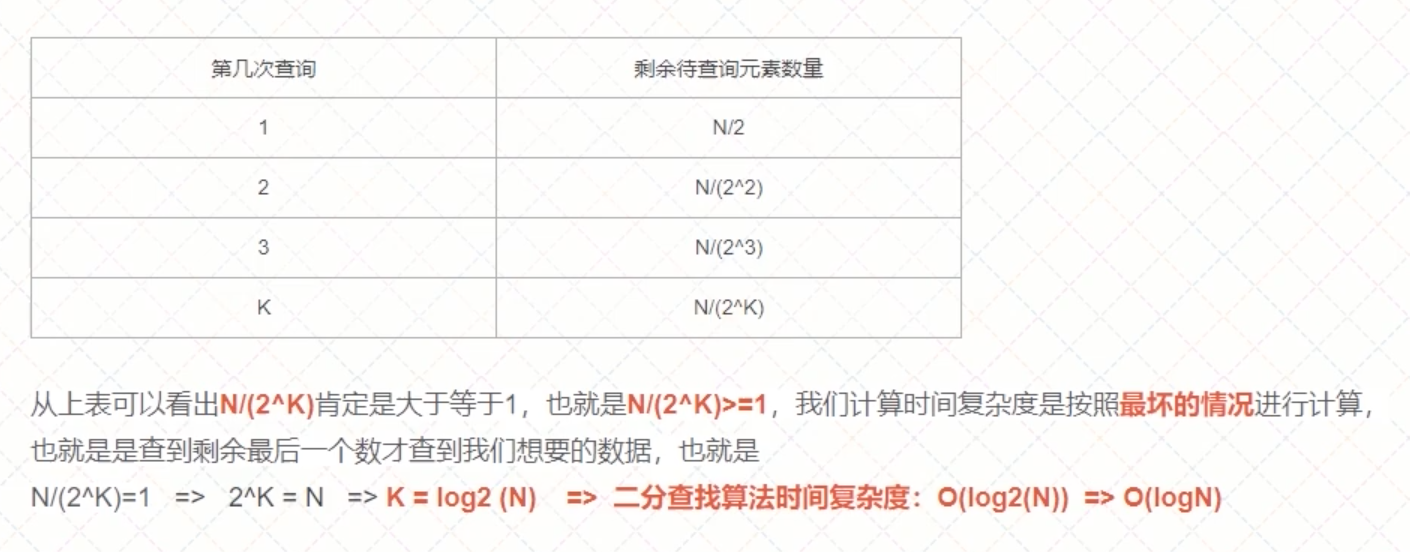 第几次查询 剩余待查询元素数量
1 N/2
2 N/(2^2)
3 N/(2^3)
K N/(2^K)
从上表可以看出N/(2^K)肯定是大于等于1，也就是N/(2^K)>=1，我们计算时间复杂度是按照最坏的情况进行计算，
也就是是查到剩余最后一个数才查到我们想要的数据，也就是
N/(2^K)=1 => 2^K = N => K = log2 (N) => 二分查找算法时间复杂度：O(log2(N)) => O(logN)